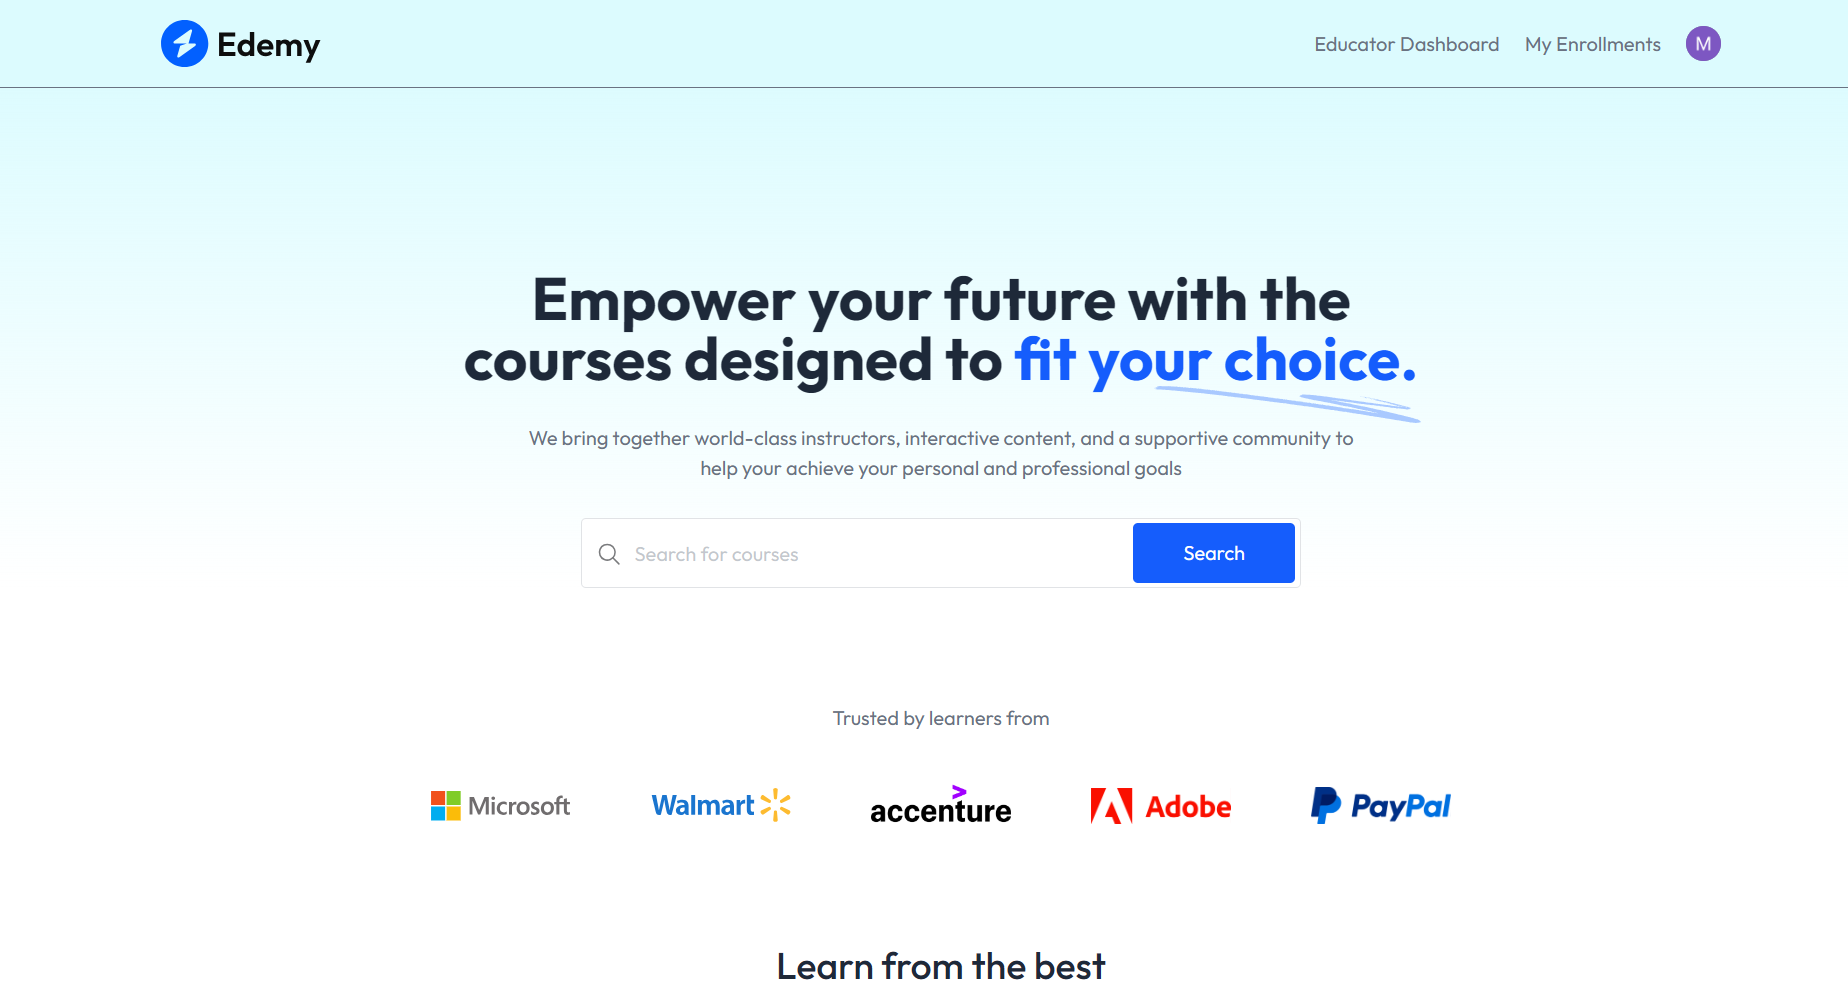 Edemy
Educator Dashboard
My Enrollments
M
Empower your future with the
courses designed to fit your choice.
We bring together world-class instructors, interactive content, and a supportive community to
help your achieve your personal and professional goals
Search for courses
Search
Trusted by learners from
Microsoft
Walmart
accenture
Adobe
PayPal
Learn from the best